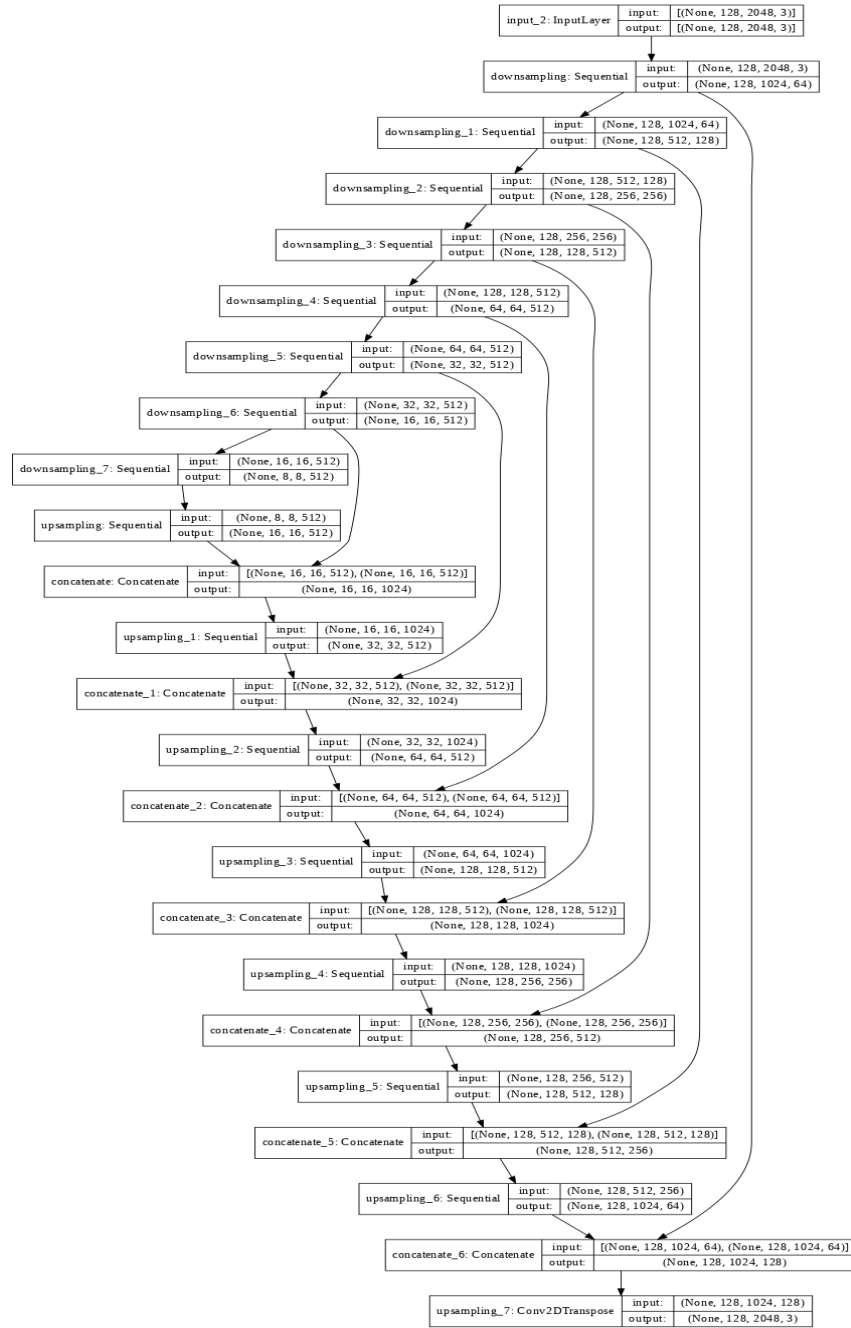 input_2: InputLayer input: [(None, 128, 2048, 3)]
output: [(None, 128, 2048, 3)]
downsampling: Sequential input: (None, 128, 2048, 3)
output: (None, 128, 1024, 64)
downsampling_1: Sequential input: (None, 128, 1024, 64)
output: (None, 128, 512, 128)
downsampling_2: Sequential input: (None, 128, 512, 128)
output: (None, 128, 256, 256)
downsampling_3: Sequential input: (None, 128, 256, 256)
output: (None, 128, 128, 512)
downsampling_4: Sequential input: (None, 128, 128, 512)
output: (None, 64, 64, 512)
downsampling_5: Sequential input: (None, 64, 64, 512)
output: (None, 32, 32, 512)
downsampling_6: Sequential input: (None, 32, 32, 512)
output: (None, 16, 16, 512)
downsampling_7: Sequential input: (None, 16, 16, 512)
output: (None, 8, 8, 512)
upsampling: Sequential input: (None, 8, 8, 512)
output: (None, 16, 16, 512)
concatenate: Concatenate input: [(None, 16, 16, 512), (None, 16, 16, 512)]
output: (None, 16, 16, 1024)
upsampling_1: Sequential input: (None, 16, 16, 1024)
output: (None, 32, 32, 512)
concatenate_1: Concatenate input: [(None, 32, 32, 512), (None, 32, 32, 512)]
output: (None, 32, 32, 1024)
upsampling_2: Sequential input: (None, 32, 32, 1024)
output: (None, 64, 64, 512)
concatenate_2: Concatenate input: [(None, 64, 64, 512), (None, 64, 64, 512)]
output: (None, 64, 64, 1024)
upsampling_3: Sequential input: (None, 64, 64, 1024)
output: (None, 128, 128, 512)
concatenate_3: Concatenate input: [(None, 128, 128, 512), (None, 128, 128, 512)]
output: (None, 128, 128, 1024)
upsampling_4: Sequential input: (None, 128, 128, 1024)
output: (None, 128, 256, 256)
concatenate_4: Concatenate input: [(None, 128, 256, 256), (None, 128, 256, 256)]
output: (None, 128, 256, 512)
upsampling_5: Sequential input: (None, 128, 256, 512)
output: (None, 128, 512, 128)
concatenate_5: Concatenate input: [(None, 128, 512, 128), (None, 128, 512, 128)]
output: (None, 128, 512, 256)
upsampling_6: Sequential input: (None, 128, 512, 256)
output: (None, 128, 1024, 64)
concatenate_6: Concatenate input: [(None, 128, 1024, 64), (None, 128, 1024, 64)]
output: (None, 128, 1024, 128)
upsampling_7: Conv2DTranspose input: (None, 128, 1024, 128)
output: (None, 128, 2048, 3)